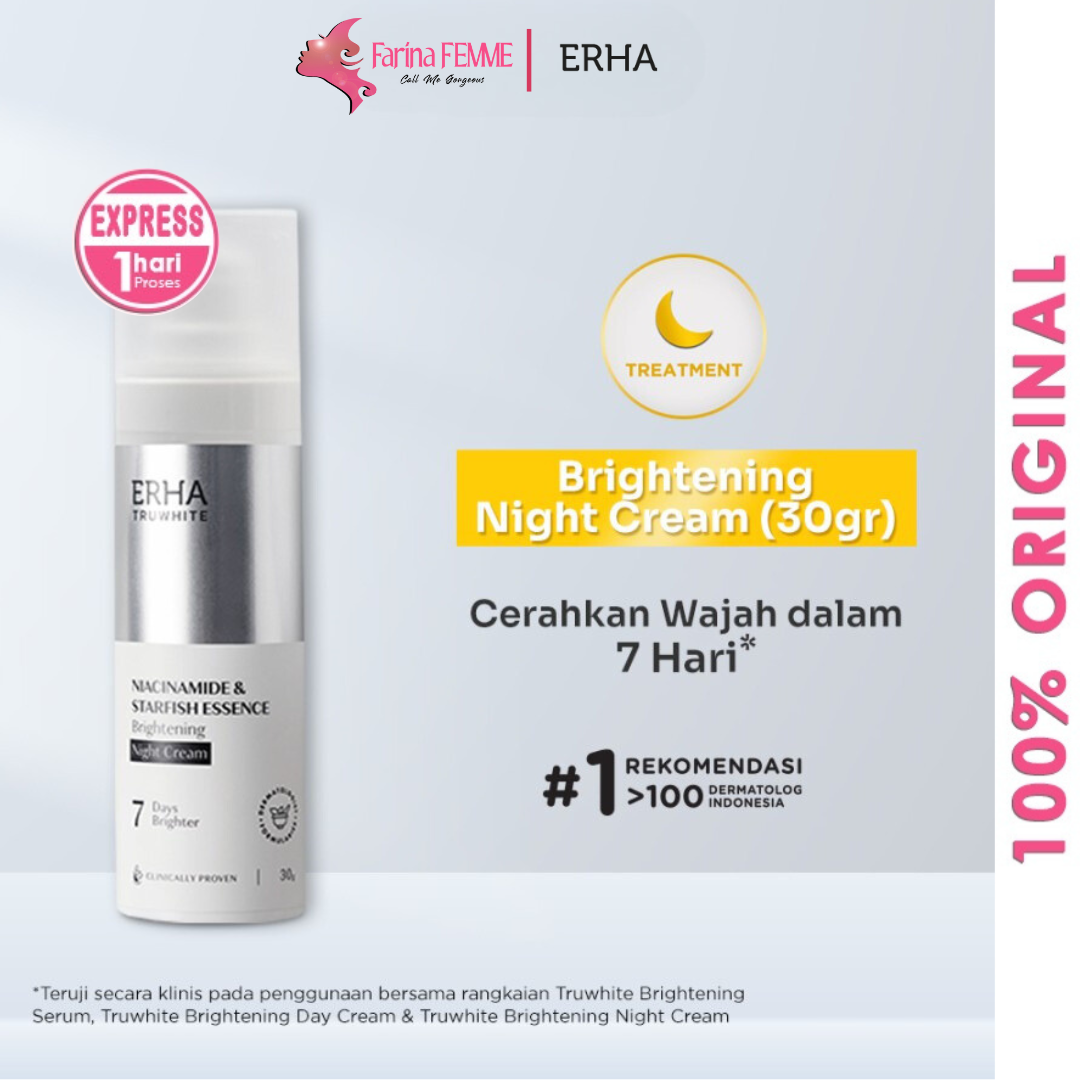 Farina FEMME
Call Me Gorgeous
ERHA
EXPRESS
1 hari
Proses
TREATMENT
ERHA
TRUWHITE
Brightening
Night Cream (30gr)
Cerahkan Wajah dalam
7 Hari*
NIACINAMIDE &
STARFISH ESSENCE
Brightening
Night Cream
7 Days
Brighter
CLINICALLY PROVEN | 30g
#1 REKOMENDASI
>100 DERMATOLOG
INDONESIA
100% ORIGINAL
*Teruji secara klinis pada penggunaan bersama rangkaian Truwhite Brightening
Serum, Truwhite Brightening Day Cream & Truwhite Brightening Night Cream